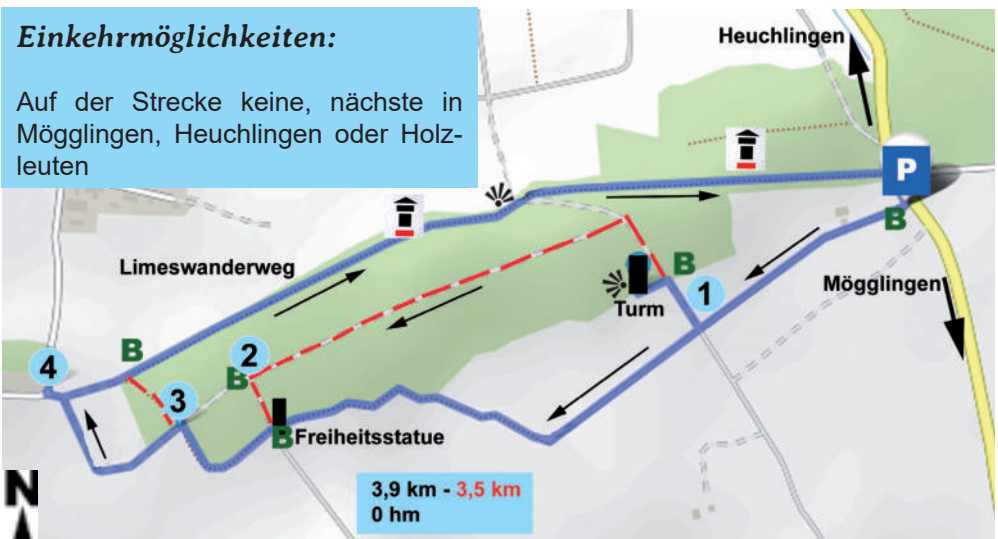 Einkehrmöglichkeiten:
Auf der Strecke keine, nächste in
Mögglingen, Heuchlingen oder Holz-
leuten
Heuchlingen
P
B
Limeswanderweg
Mögglingen
B
1
Turm
4
B
2
B
3
B
Freiheitsstatue
3,9 km - 3,5 km
0 hm
N